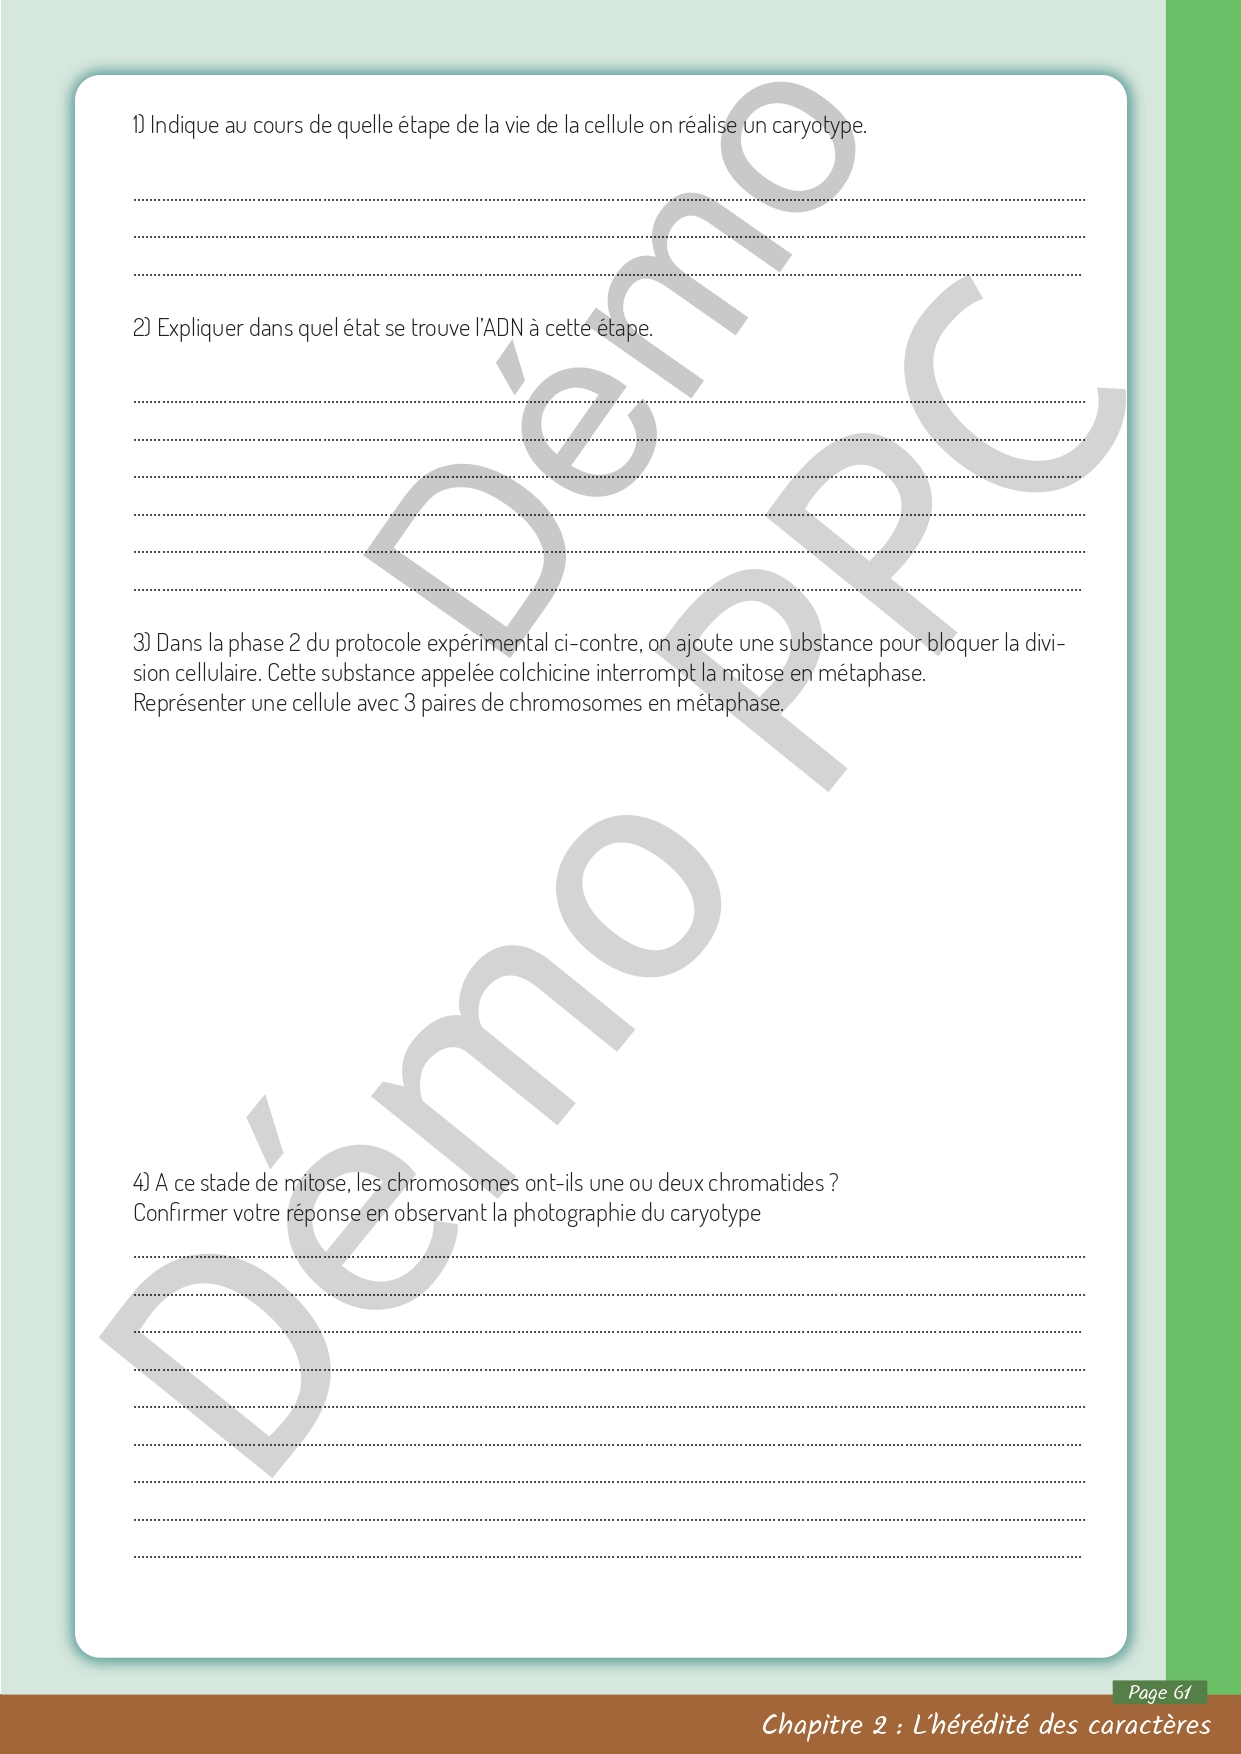 1) Indique au cours de quelle étape de la vie de la cellule on réalise un caryotype.
2) Expliquer dans quel état se trouve l’ADN à cette étape.
3) Dans la phase 2 du protocole expérimental ci-contre, on ajoute une substance pour bloquer la divi-
sion cellulaire. Cette substance appelée colchicine interrompt la mitose en métaphase.
Représenter une cellule avec 3 paires de chromosomes en métaphase.
4) A ce stade de mitose, les chromosomes ont-ils une ou deux chromatides ?
Confirmer votre réponse en observant la photographie du caryotype
Démo
Démo PPC
Page 61
Chapitre 2 : L’hérédité des caractères